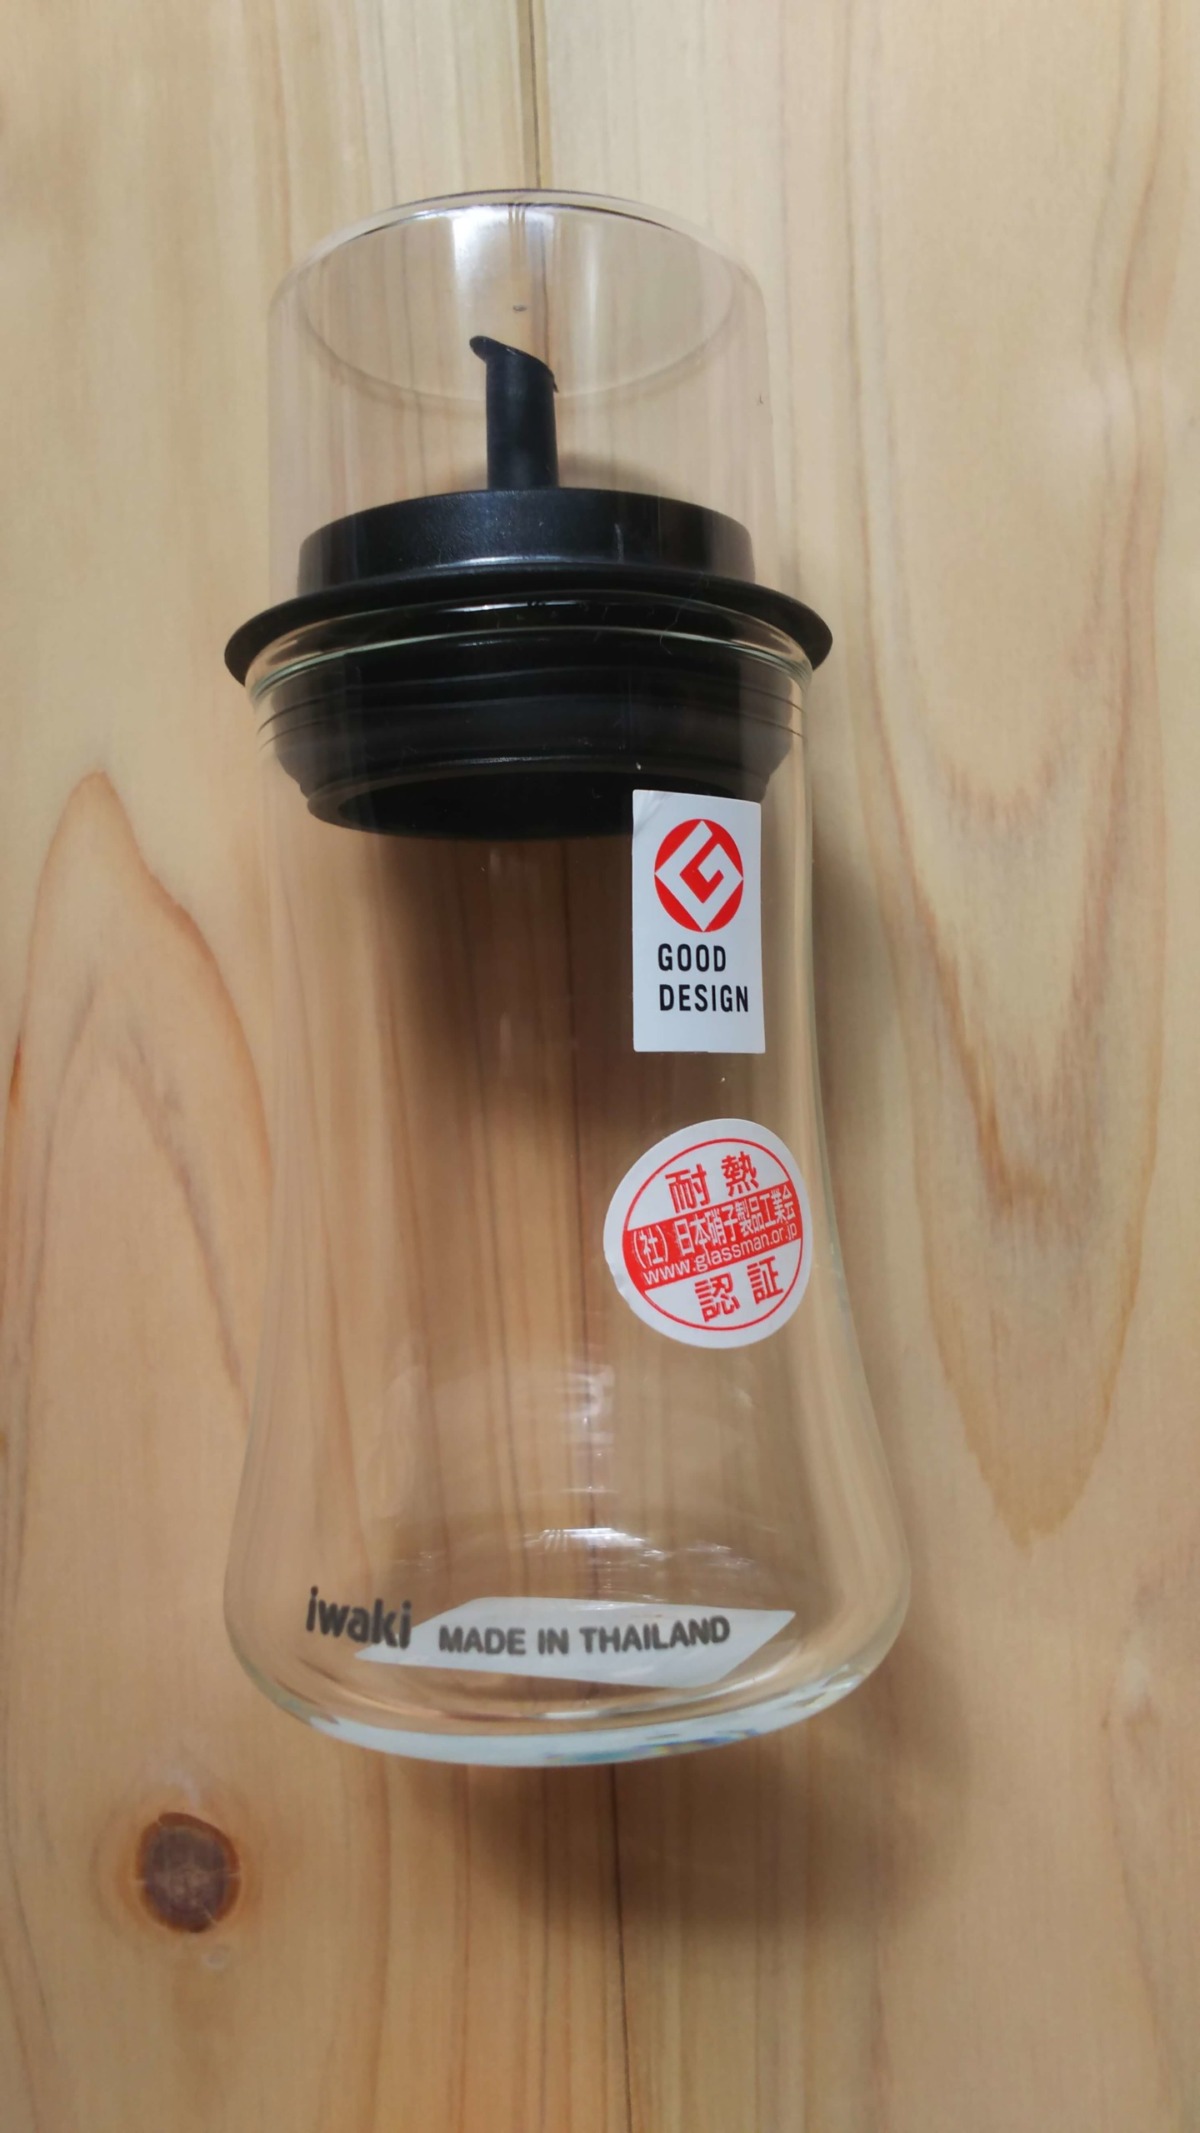 GOOD
DESIGN
耐熱
(社)日本硝子製品工業会
www.glassman.or.jp
認証
iwaki
MADE IN THAILAND